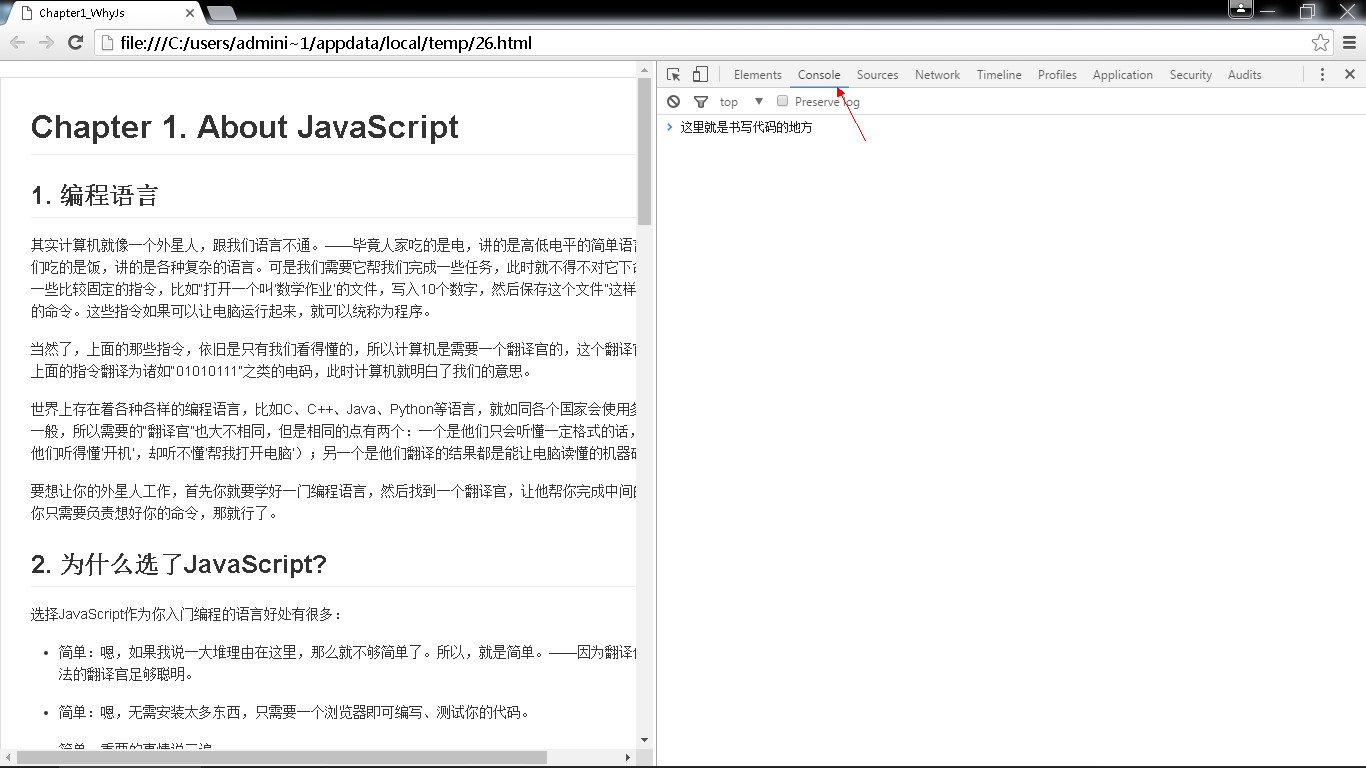 Chapter1_WhyJs
file:///C:/users/admini~1/appdata/local/temp/26.html
Elements Console Sources Network Timeline Profiles Application Security Audits
top Preserve log
这里就是书写代码的地方
Chapter 1. About JavaScript
1. 编程语言
其实计算机就像一个外星人，跟我们语言不通。——毕竟人家吃的是电，讲的是高低电平的简单语言
们吃的是饭，讲的是各种复杂的语言。可是我们需要它帮我们完成一些任务，此时就不得不对它下
一些比较固定的指令，比如“打开一个叫'数学作业'的文件，写入10个数字，然后保存这个文件”这样
的命令。这些指令如果可以让电脑运行起来，就可以统称为程序。
当然了，上面的那些指令，依旧是只有我们看得懂的，所以计算机是需要一个翻译官的，这个翻译官
上面的指令翻译为诸如“01010111”之类的电码，此时计算机就明白了我们的意思。
世界上存在着各种各样的编程语言，比如C、C++、Java、Python等语言，就如同各个国家会使用
一般，所以需要的“翻译官”也大不相同，但是相同的点有两个：一个是他们只会听懂一定格式的话，
他们听得懂'开机'，却听不懂'帮我打开电脑'）；另一个是他们翻译的结果都是能让电脑读懂的机器码
要想让你的外星人工作，首先你就要学好一门编程语言，然后找到一个翻译官，让他帮你完成中间的
你只需要负责想好你的命令，那就行了。
2. 为什么选了JavaScript?
选择JavaScript作为你入门编程的语言好处有很多：
• 简单：嗯，如果我说一大堆理由在这里，那么就不够简单了。所以，就是简单。——因为翻译
法的翻译官足够聪明。
• 简单：嗯，无需安装太多东西，只需要一个浏览器即可编写、测试你的代码。
简单 重要的事情说三遍